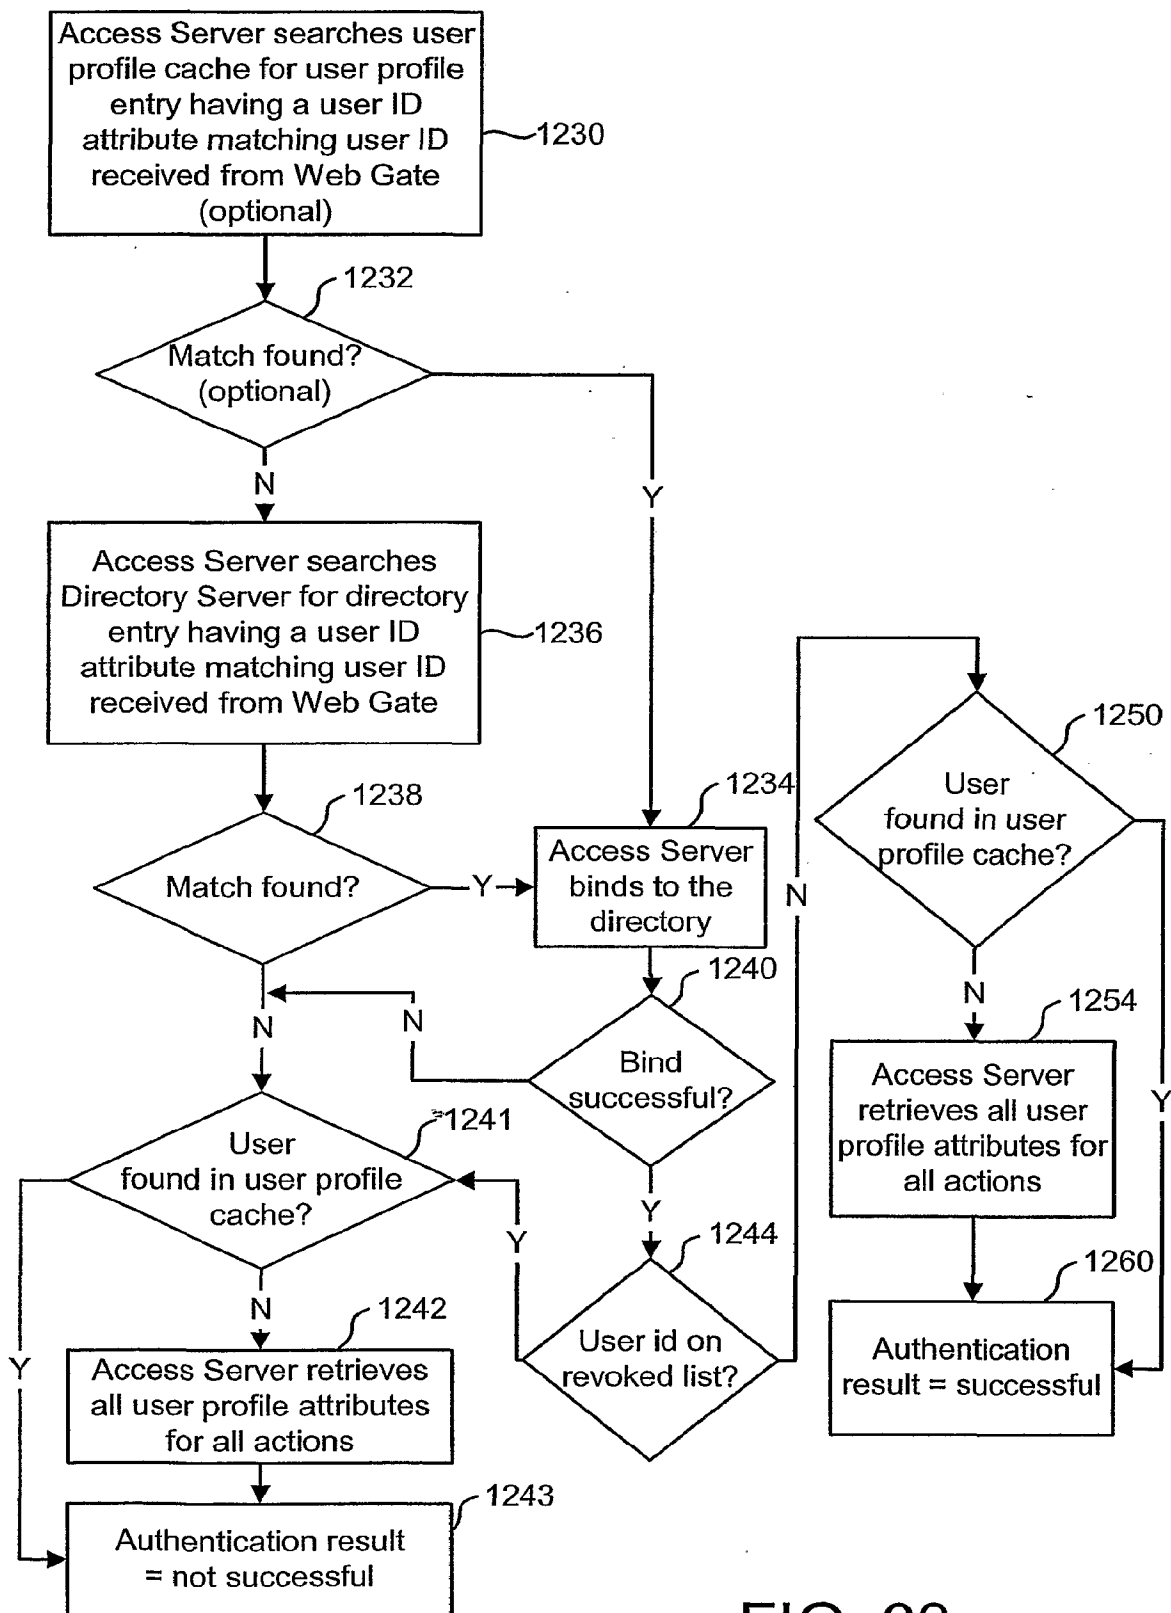 Access Server searches user
profile cache for user profile
entry having a user ID
attribute matching user ID
received from Web Gate
(optional)
1230
1232
Match found?
(optional)
N
Y
Access Server searches
Directory Server for directory
entry having a user ID
attribute matching user ID
received from Web Gate
1236
1238
Match found?
Y
N
1234
Access Server
binds to the
directory
1240
Bind
successful?
N
Y
1241
User
found in user profile
cache?
N
Y
1242
Access Server retrieves
all user profile attributes
for all actions
1243
Authentication result
= not successful
1244
User id on
revoked list?
Y
N
1250
User
found in user
profile cache?
N
Y
1254
Access Server
retrieves all user
profile attributes for
all actions
1260
Authentication
result = successful